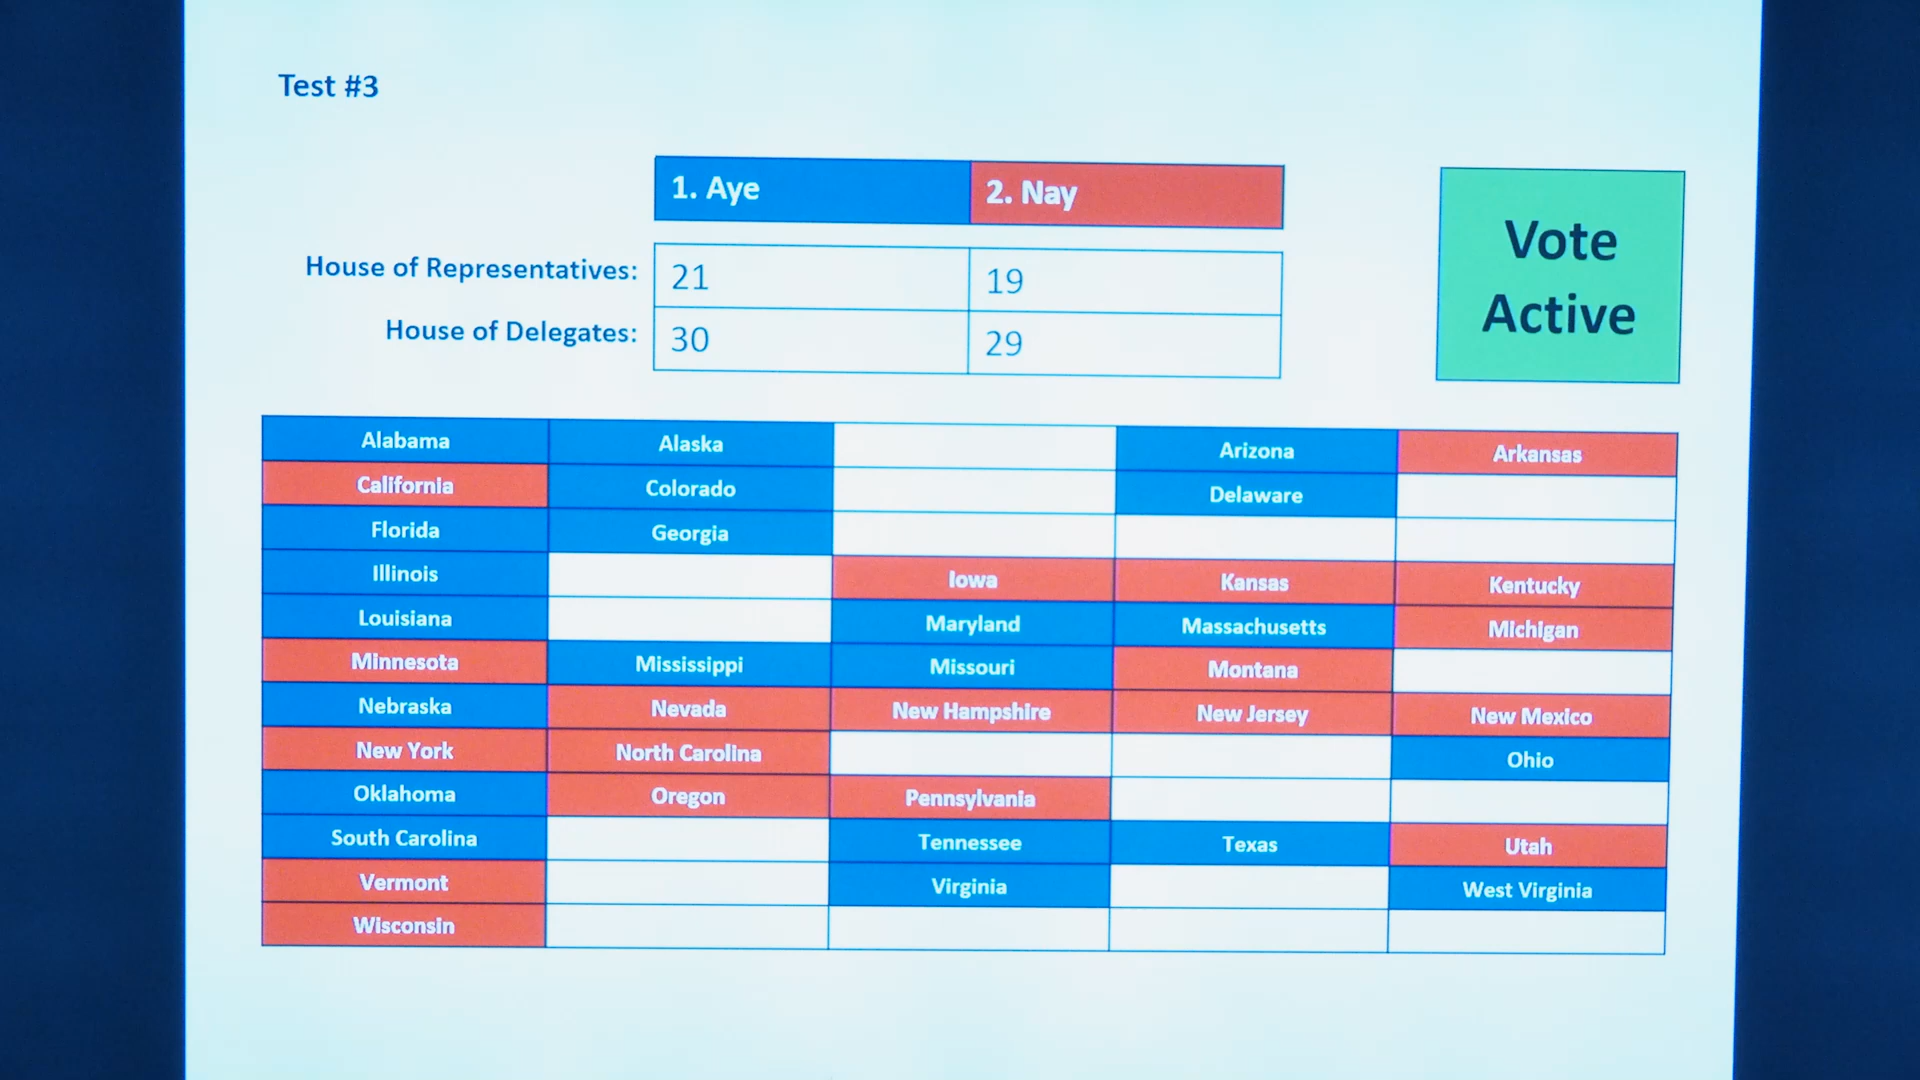 Test #3
1. Aye 2. Nay
House of Representatives: 21 19
House of Delegates: 30 29
Vote
Active
Alabama Alaska Arizona Arkansas
California Colorado Delaware
Florida Georgia
Illinois Iowa Kansas Kentucky
Louisiana Maryland Massachusetts Michigan
Minnesota Mississippi Missouri Montana
Nebraska Nevada New Hampshire New Jersey New Mexico
New York North Carolina Ohio
Oklahoma Oregon Pennsylvania
South Carolina Tennessee Texas Utah
Vermont Virginia West Virginia
Wisconsin